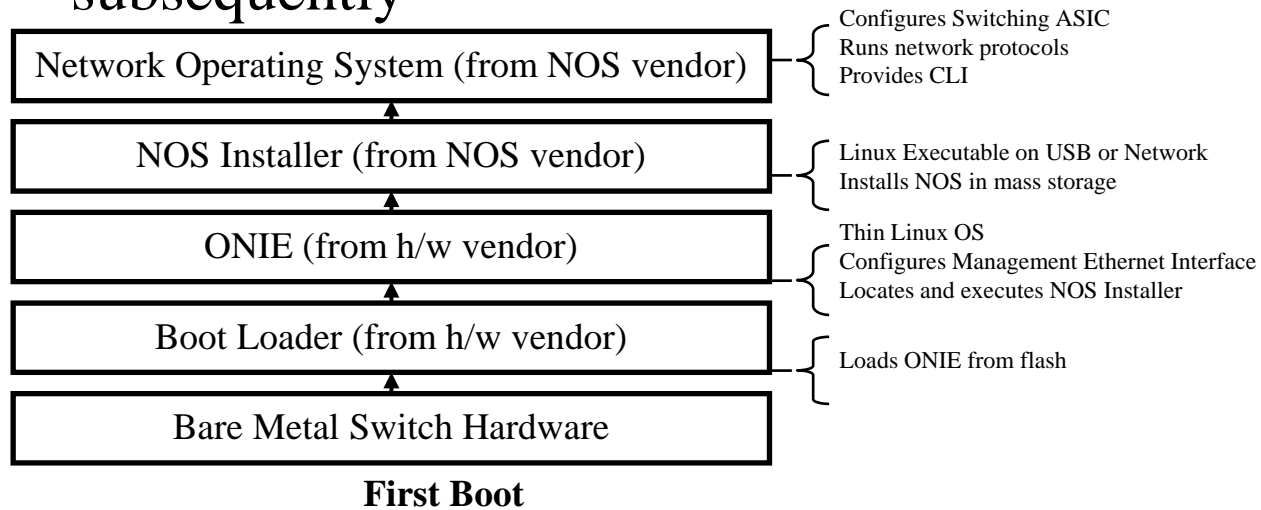 subsequently
Network Operating System (from NOS vendor)
Configures Switching ASIC
Runs network protocols
Provides CLI
NOS Installer (from NOS vendor)
Linux Executable on USB or Network
Installs NOS in mass storage
ONIE (from h/w vendor)
Thin Linux OS
Configures Management Ethernet Interface
Locates and executes NOS Installer
Boot Loader (from h/w vendor)
Loads ONIE from flash
Bare Metal Switch Hardware
First Boot